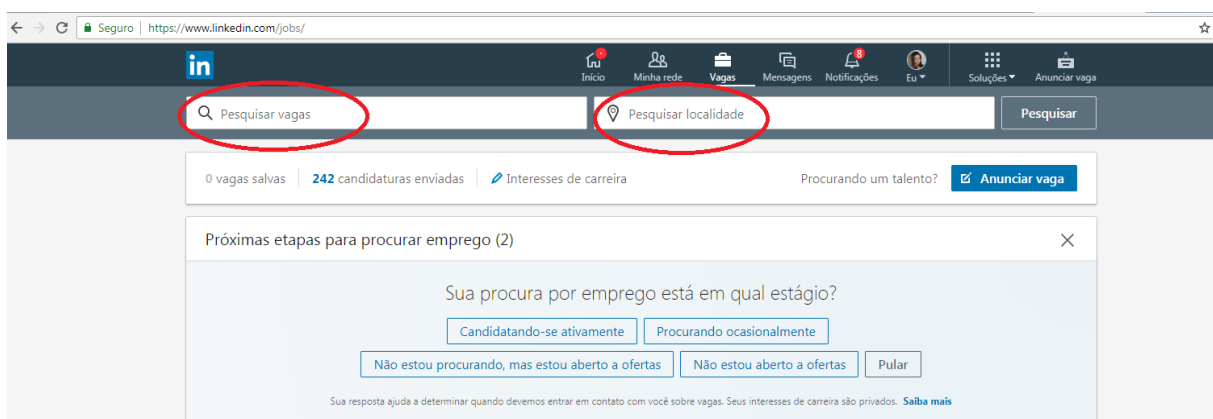 Seguro | https://www.linkedin.com/jobs/
in
Início Minha rede Vagas Mensagens 8 Notificações Eu Soluções Anunciar vaga
Pesquisar vagas Pesquisar localidade Pesquisar
0 vagas salvas 242 candidaturas enviadas Interesses de carreira Procurando um talento? Anunciar vaga
Próximas etapas para procurar emprego (2)
Sua procura por emprego está em qual estágio?
Candidatando-se ativamente Procurando ocasionalmente
Não estou procurando, mas estou aberto a ofertas Não estou aberto a ofertas Pular
Sua resposta ajuda a determinar quando devemos entrar em contato com você sobre vagas. Seus interesses de carreira são privados. Saiba mais